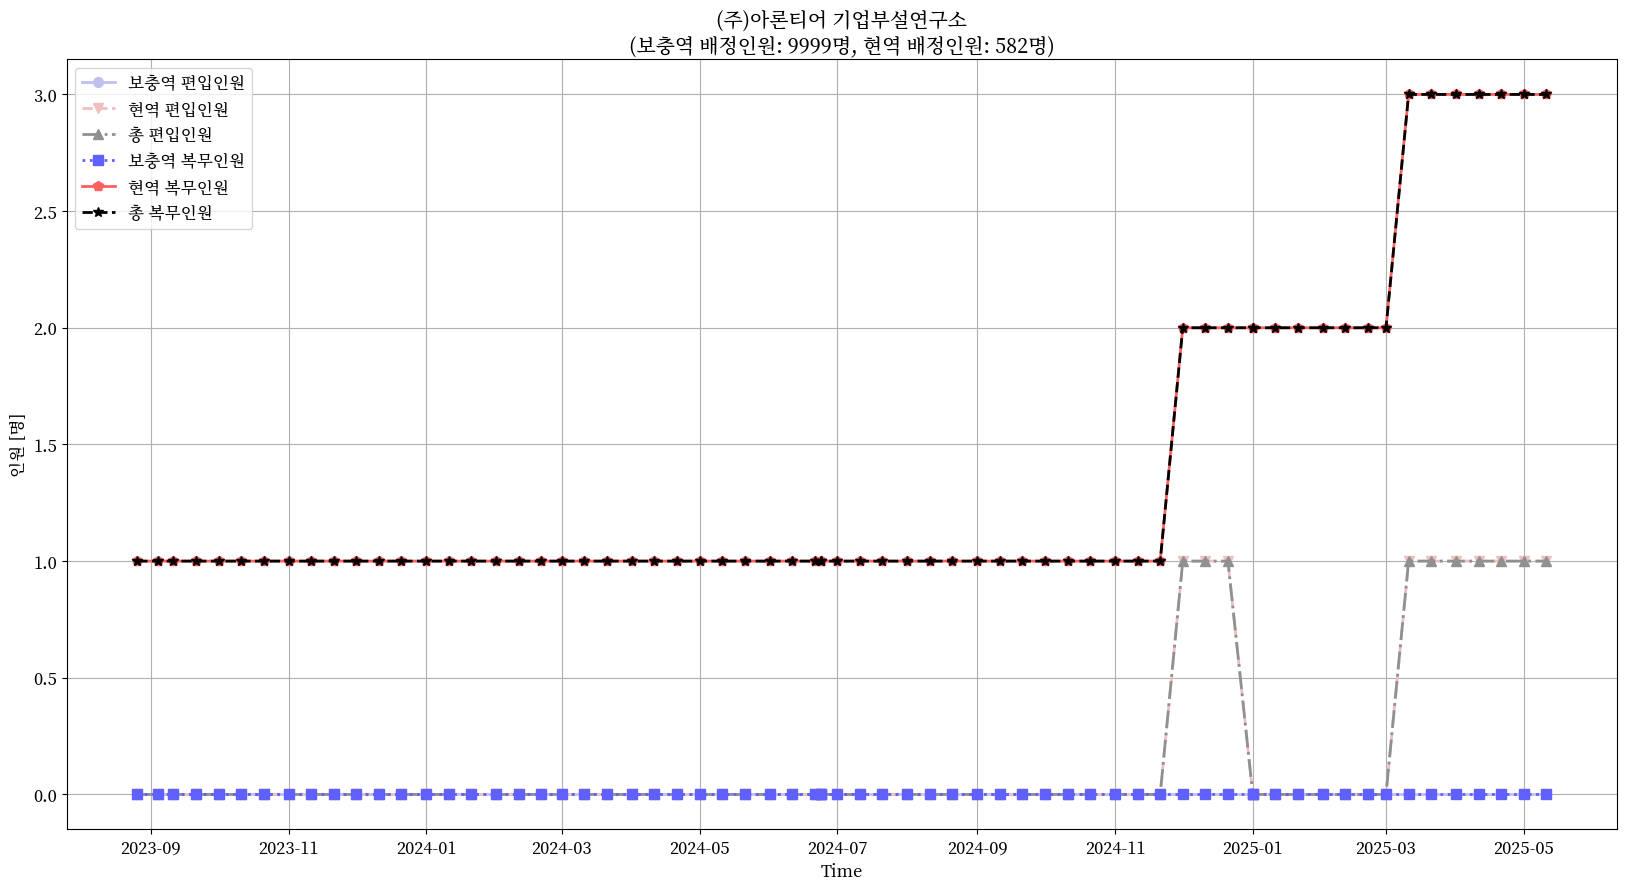 (주)아론티어 기업부설연구소
(보충역 배정인원: 9999명, 현역 배정인원: 582명)
보충역 편입인원
현역 편입인원
총 편입인원
보충역 복무인원
현역 복무인원
총 복무인원
인원 [명]
3.0
2.5
2.0
1.5
1.0
0.5
0.0
2023-09
2023-11
2024-01
2024-03
2024-05
2024-07
2024-09
2024-11
2025-01
2025-03
2025-05
Time